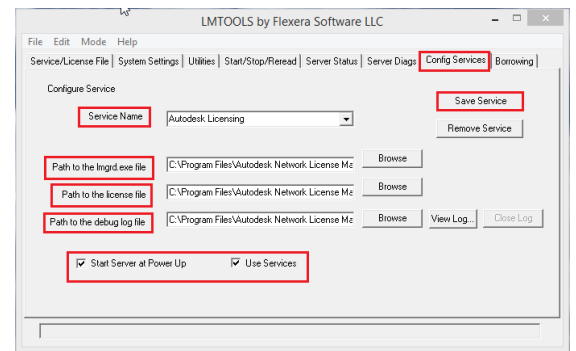 LMTOOLS by Flexera Software LLC
File Edit Mode Help
Service/License File System Settings Utilities Start/Stop/Reread Server Status Server Diags Config Services Borrowing
Configure Service
Save Service
Service Name Autodesk Licensing
Remove Service
Path to the lmgrd.exe file C:\Program Files\Autodesk Network License Ma Browse
Path to the license file C:\Program Files\Autodesk Network License Ma Browse
Path to the debug log file C:\Program Files\Autodesk Network License Ma Browse View Log... Close Log
Start Server at Power Up Use Services